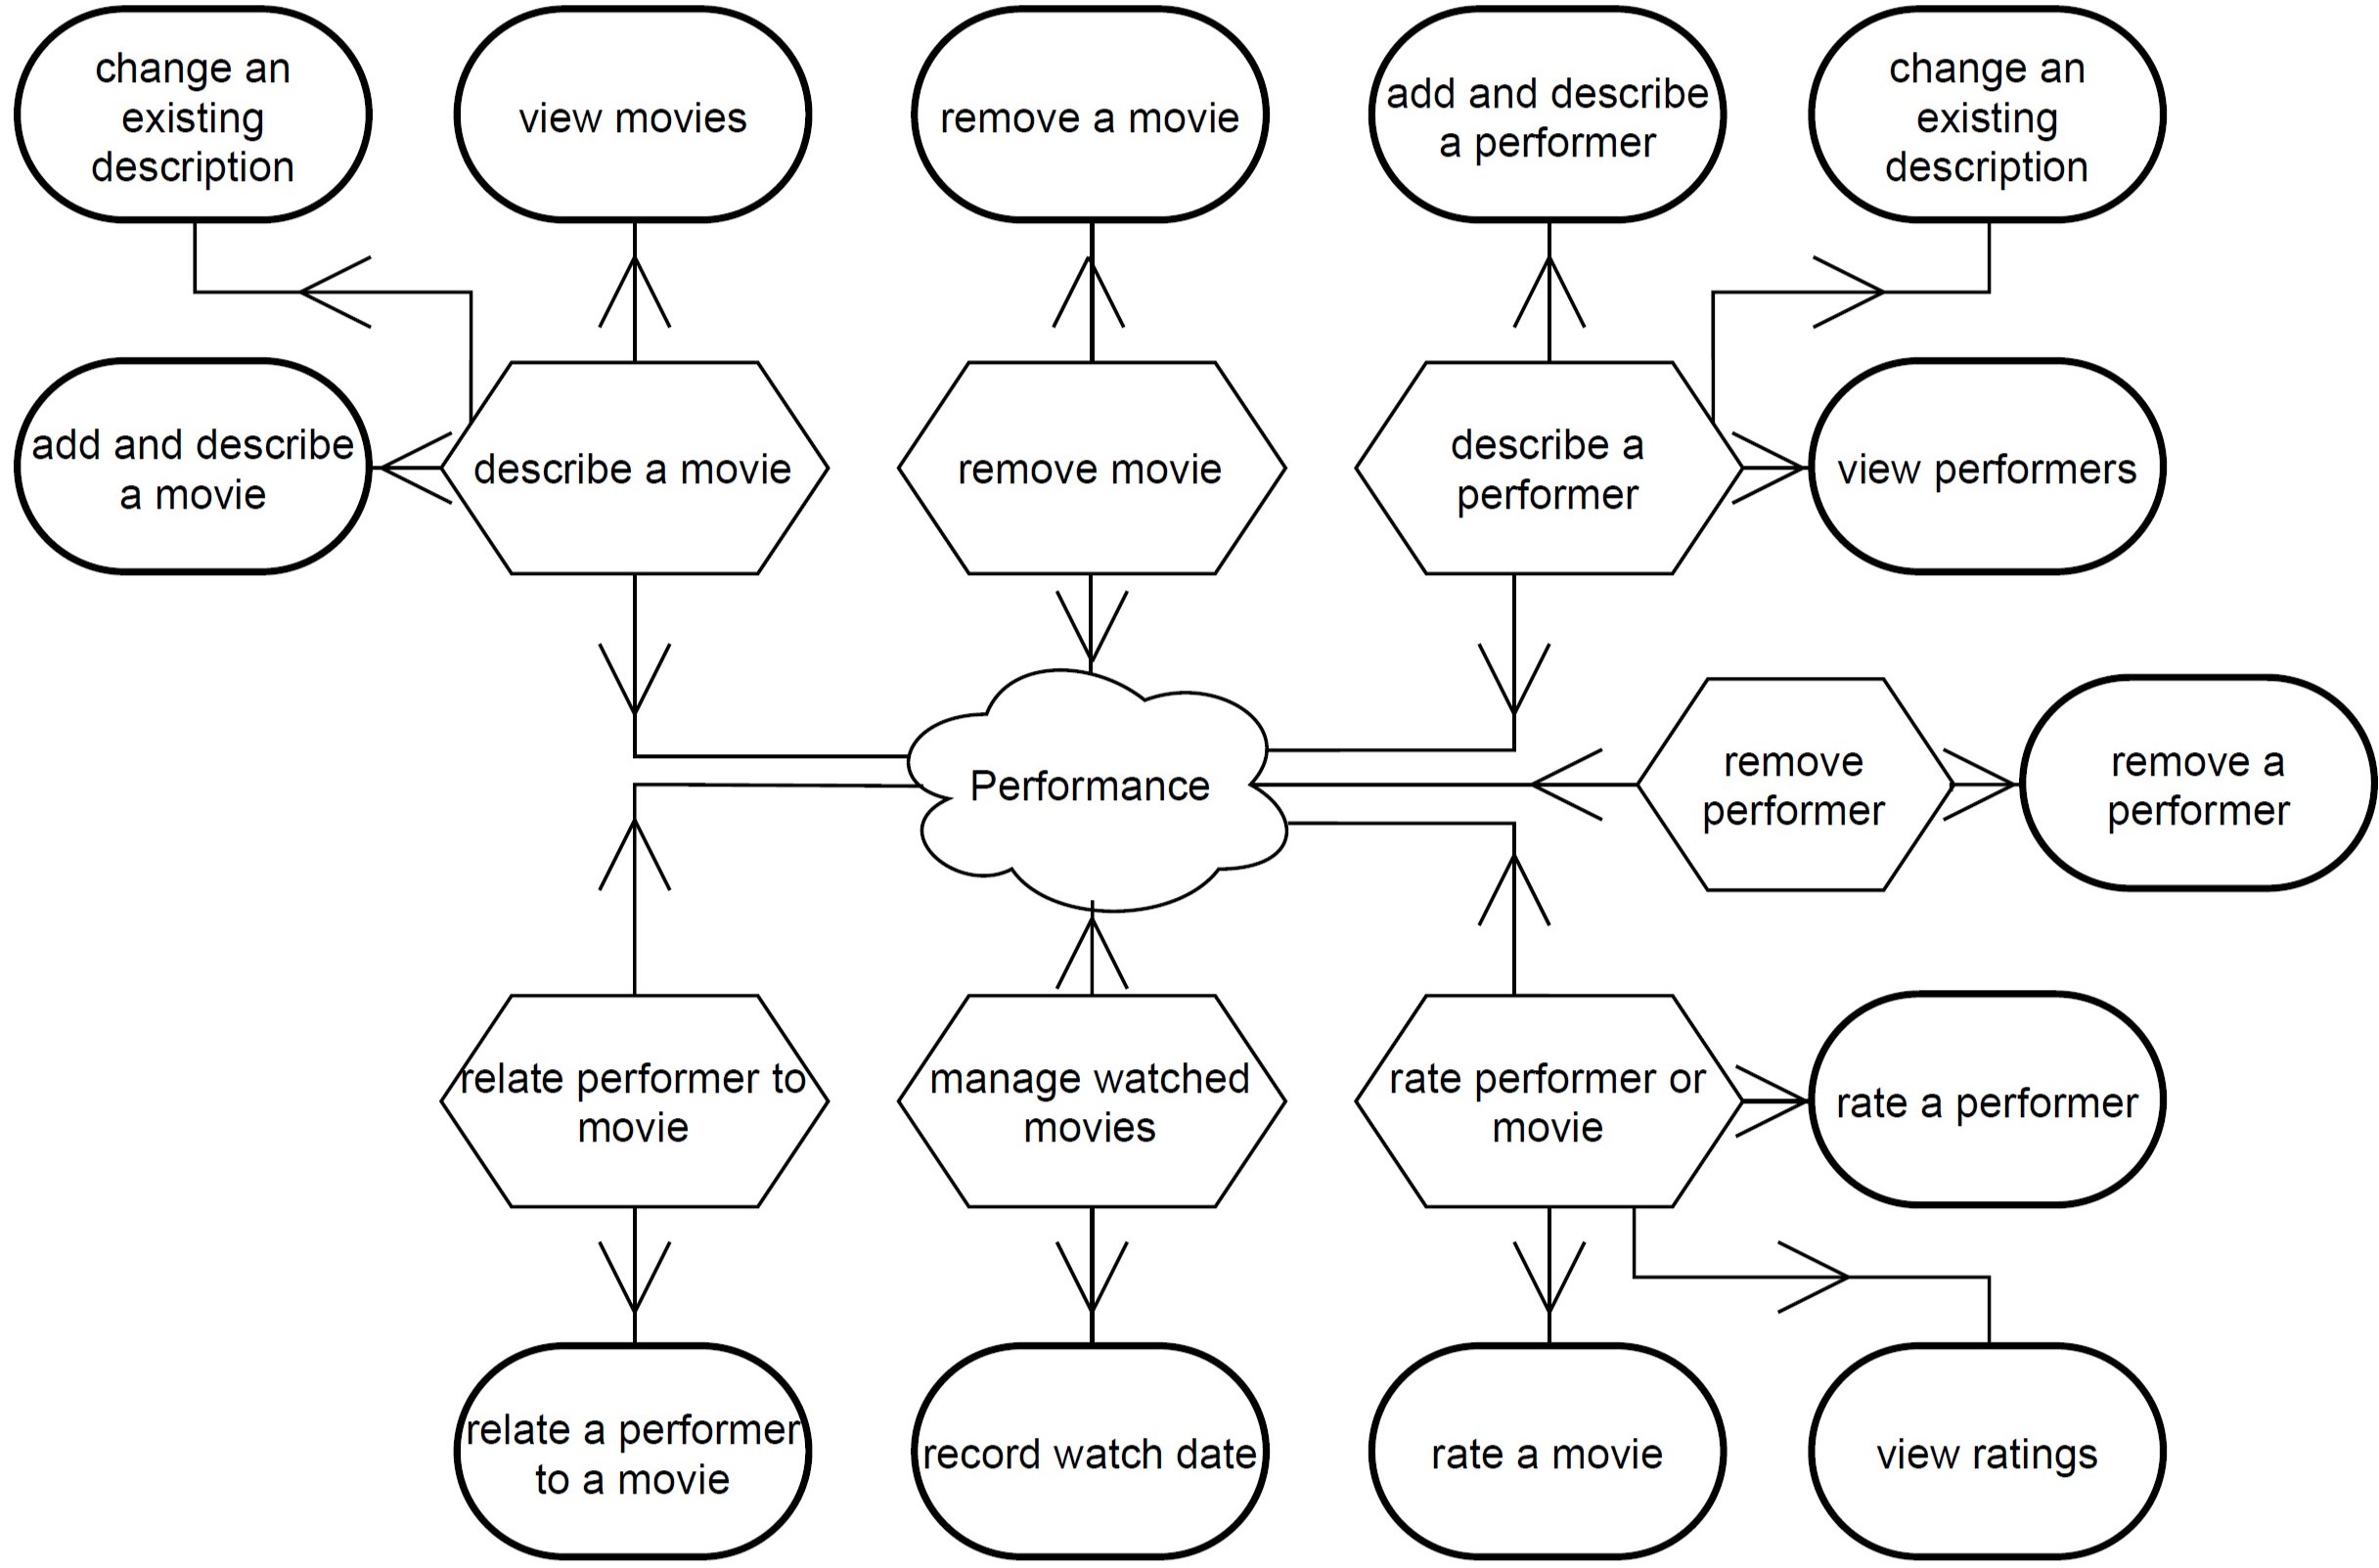 change an
existing
description
view movies
remove a movie
add and describe
a performer
change an
existing
description
add and describe
a movie
describe a movie
remove movie
describe a
performer
view performers
Performance
remove
performer
remove a
performer
relate performer to
movie
manage watched
movies
rate performer or
movie
rate a performer
relate a performer
to a movie
record watch date
rate a movie
view ratings